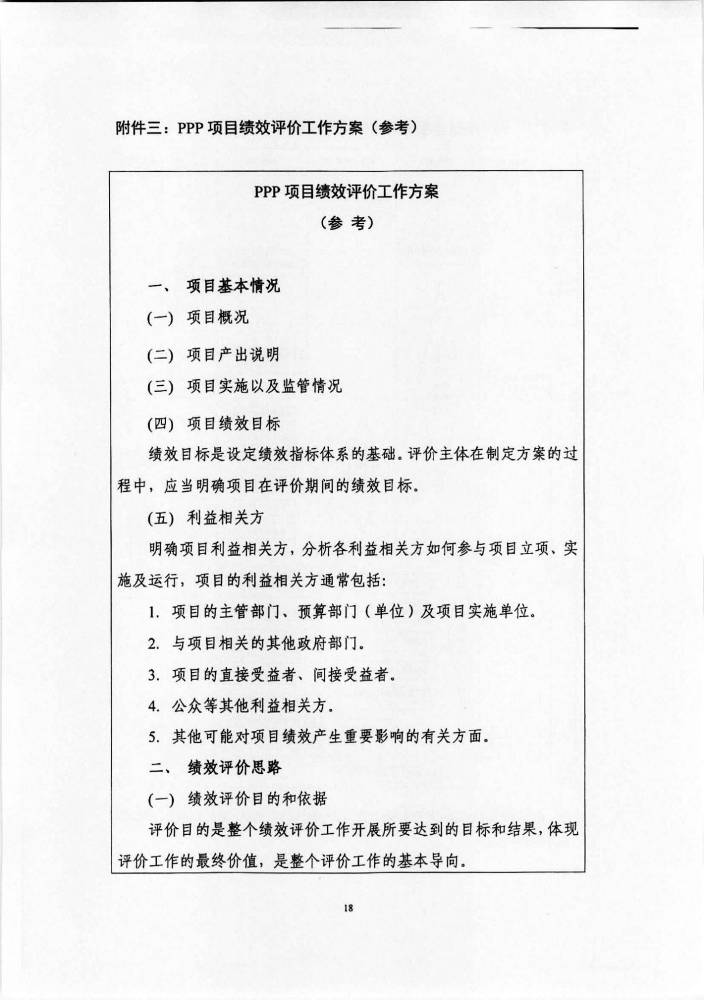 附件三：PPP 项目绩效评价工作方案（参考）
PPP 项目绩效评价工作方案
（参 考）
一、 项目基本情况
(一) 项目概况
(二) 项目产出说明
(三) 项目实施以及监管情况
(四) 项目绩效目标
绩效目标是设定绩效指标体系的基础。评价主体在制定方案的过
程中，应当明确项目在评价期间的绩效目标。
(五) 利益相关方
明确项目利益相关方，分析各利益相关方如何参与项目立项、实
施及运行，项目的利益相关方通常包括:
1. 项目的主管部门、预算部门（单位）及项目实施单位。
2. 与项目相关的其他政府部门。
3. 项目的直接受益者、间接受益者。
4. 公众等其他利益相关方。
5. 其他可能对项目绩效产生重要影响的有关方面。
二、 绩效评价思路
(一) 绩效评价目的和依据
评价目的是整个绩效评价工作开展所要达到的目标和结果，体现
评价工作的最终价值，是整个评价工作的基本导向。
18